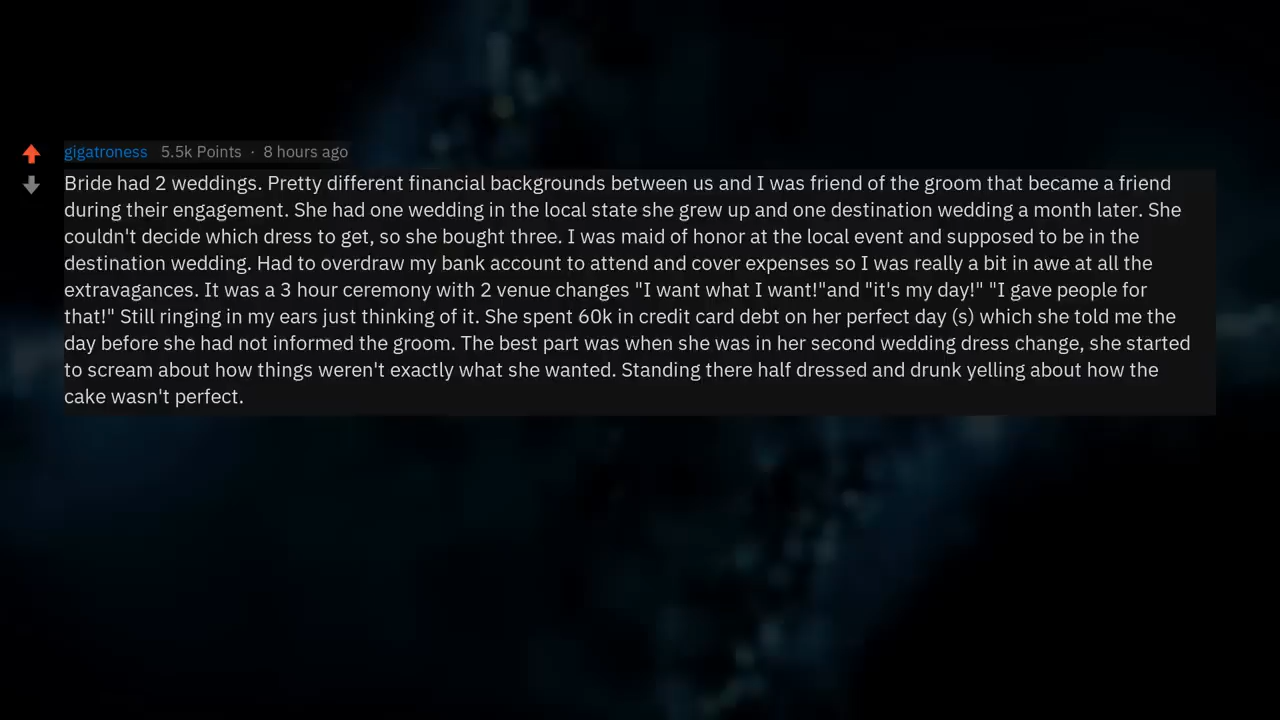 gigatroness 5.5k Points · 8 hours ago
Bride had 2 weddings. Pretty different financial backgrounds between us and I was friend of the groom that became a friend
during their engagement. She had one wedding in the local state she grew up and one destination wedding a month later. She
couldn't decide which dress to get, so she bought three. I was maid of honor at the local event and supposed to be in the
destination wedding. Had to overdraw my bank account to attend and cover expenses so I was really a bit in awe at all the
extravagances. It was a 3 hour ceremony with 2 venue changes "I want what I want!"and "it's my day!" "I gave people for
that!" Still ringing in my ears just thinking of it. She spent 60k in credit card debt on her perfect day (s) which she told me the
day before she had not informed the groom. The best part was when she was in her second wedding dress change, she started
to scream about how things weren't exactly what she wanted. Standing there half dressed and drunk yelling about how the
cake wasn't perfect.